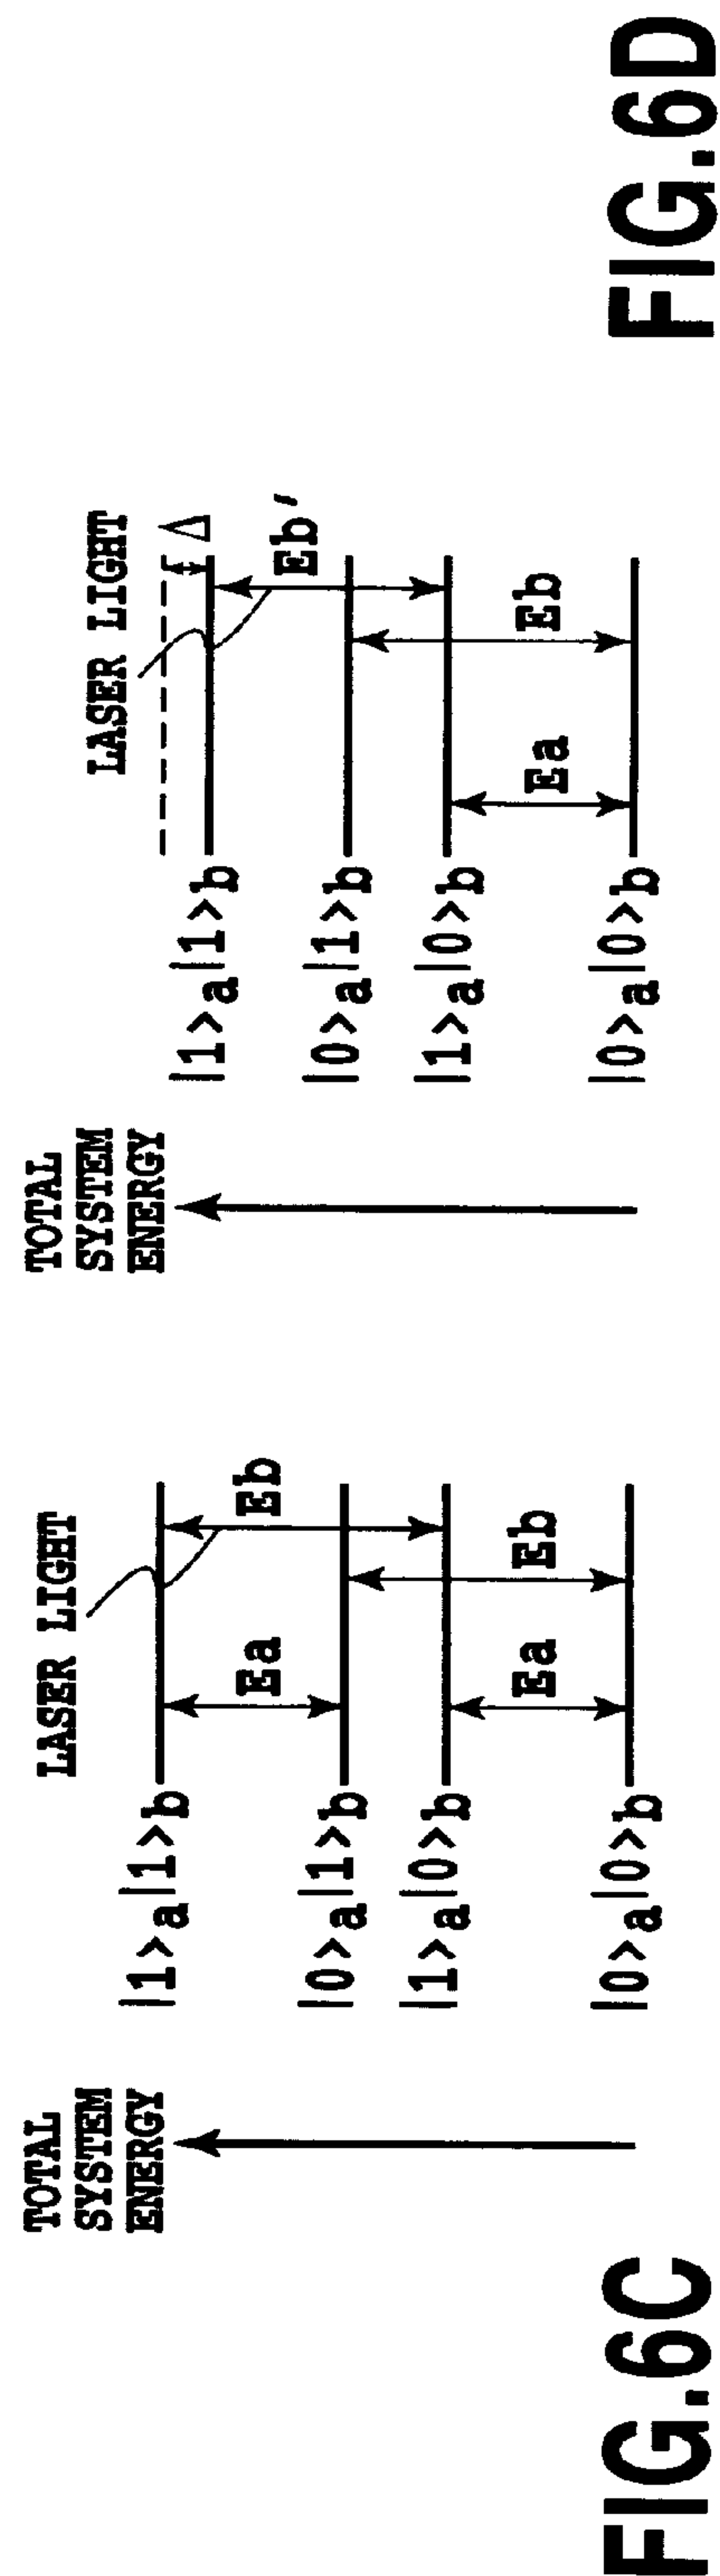 TOTAL
SYSTEM
ENERGY
LASER LIGHT
|1>a|1>b
Ea
Eb
|0>a|1>b
|1>a|0>b
Ea
Eb
|0>a|0>b
FIG.6C
TOTAL
SYSTEM
ENERGY
LASER LIGHT
Δ
|1>a|1>b
Eb′
|0>a|1>b
|1>a|0>b
Ea
Eb
|0>a|0>b
FIG.6D